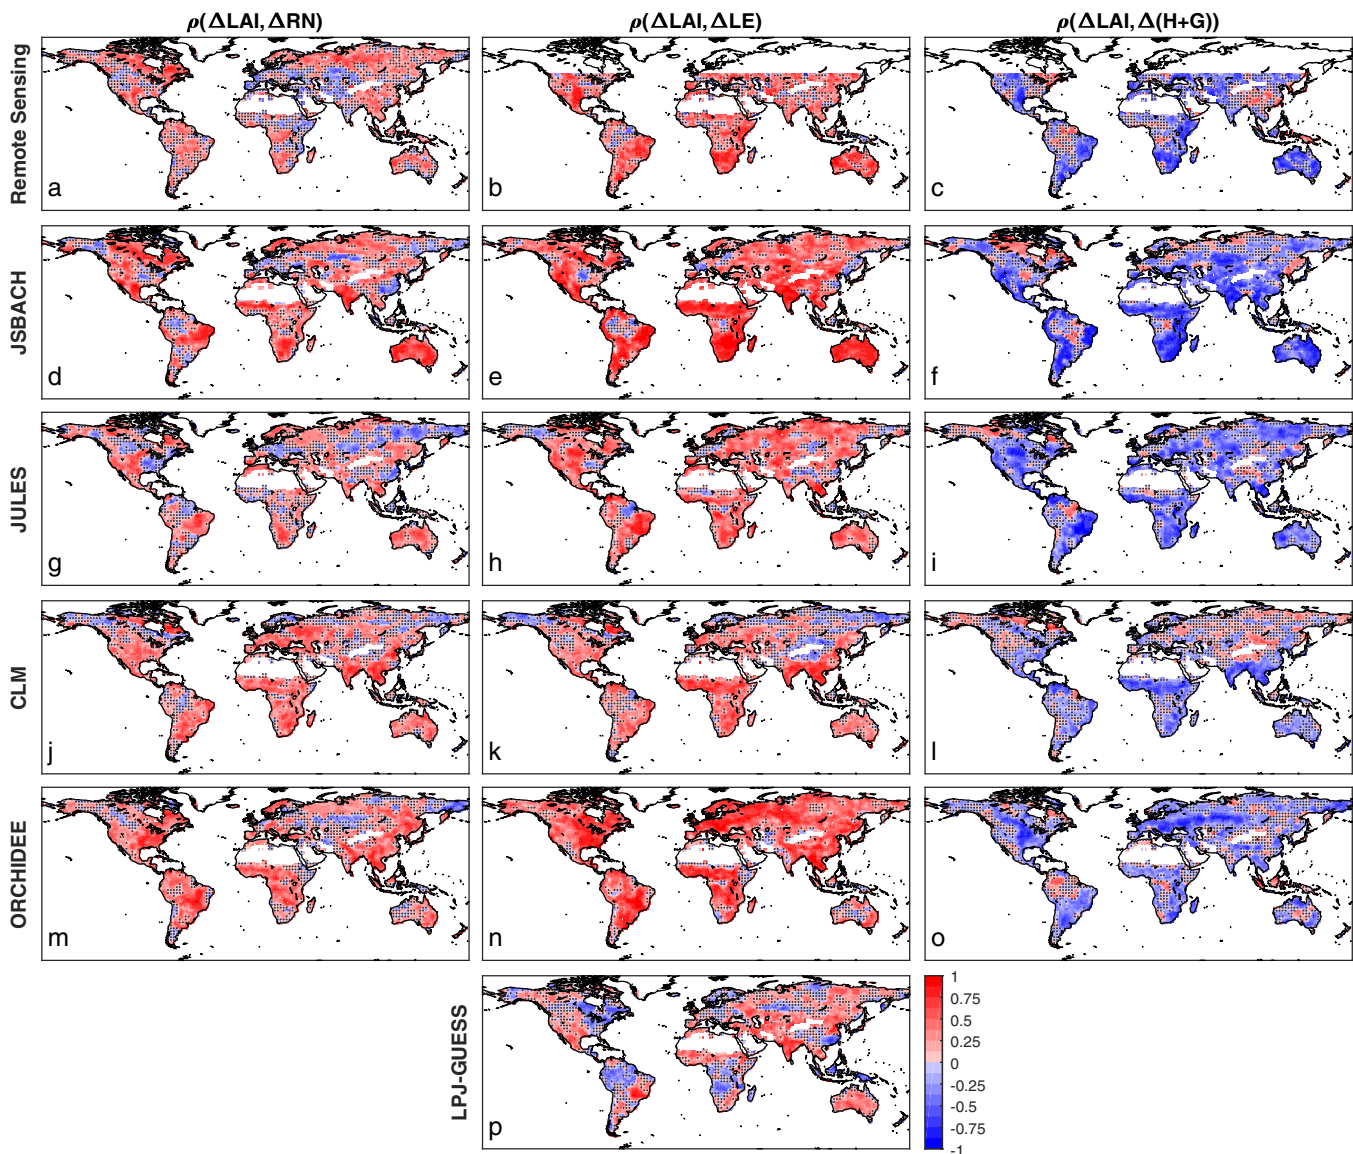 ρ(ΔLAI, ΔRN) ρ(ΔLAI, ΔLE) ρ(ΔLAI, Δ(H+G))
Remote Sensing
a b c
JSBACH
d e f
JULES
g h i
CLM
j k l
ORCHIDEE
m n o
LPJ-GUESS
p
1
0.75
0.5
0.25
0
-0.25
-0.5
-0.75
-1